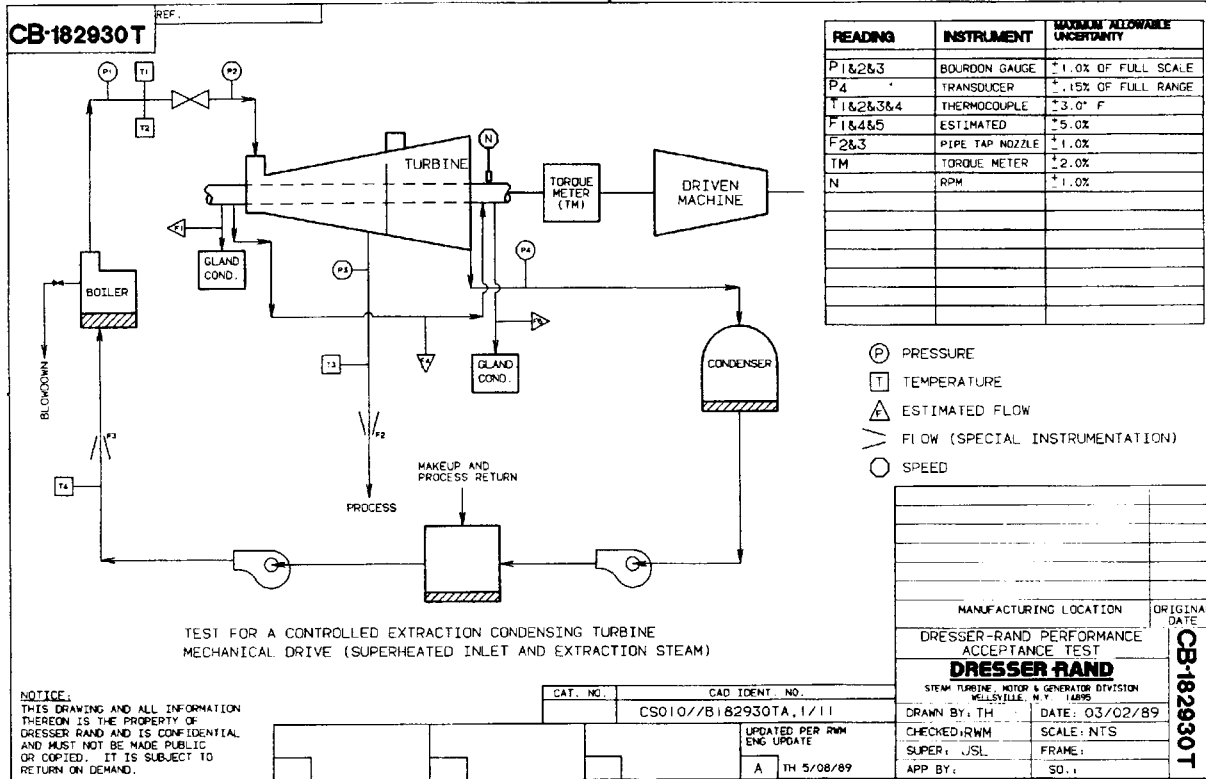 REF.
CB-182930T
P1
T1
T2
P2
TURBINE
N
TORQUE
METER
(TM)
DRIVEN
MACHINE
F1
GLAND
COND.
P3
P4
BOILER
BLOWDOWN
F4
T3
GLAND
COND.
CONDENSER
F3
F2
T4
MAKEUP AND
PROCESS RETURN
PROCESS
TEST FOR A CONTROLLED EXTRACTION CONDENSING TURBINE
MECHANICAL DRIVE (SUPERHEATED INLET AND EXTRACTION STEAM)
READING INSTRUMENT MAXIMUM ALLOWABLE UNCERTAINTY
P1&2&3 BOURDON GAUGE ±1.0% OF FULL SCALE
P4 TRANSDUCER ±.15% OF FULL RANGE
T1&2&3&4 THERMOCOUPLE ±3.0° F
F1&4&5 ESTIMATED ±5.0%
F2&3 PIPE TAP NOZZLE ±1.0%
TM TORQUE METER ±2.0%
N RPM ±1.0%
P PRESSURE
T TEMPERATURE
F ESTIMATED FLOW
FLOW (SPECIAL INSTRUMENTATION)
SPEED
MANUFACTURING LOCATION
ORIGINA
DATE
DRESSER-RAND PERFORMANCE
ACCEPTANCE TEST
DRESSER-RAND
STEAM TURBINE, MOTOR & GENERATOR DIVISION
WELLSVILLE, N.Y. 14895
DRAWN BY: TH DATE: 03/02/89
CHECKED:RWM SCALE: NTS
SUPER: JSL FRAME:
APP BY: SO.:
CB-182930T
NOTICE:
THIS DRAWING AND ALL INFORMATION
THEREON IS THE PROPERTY OF
DRESSER RAND AND IS CONFIDENTIAL
AND MUST NOT BE MADE PUBLIC
OR COPIED. IT IS SUBJECT TO
RETURN ON DEMAND.
CAT. NO. CAD IDENT. NO.
CS010//B182930TA,1/11
UPDATED PER RWM
ENG UPDATE
A TH 5/08/89